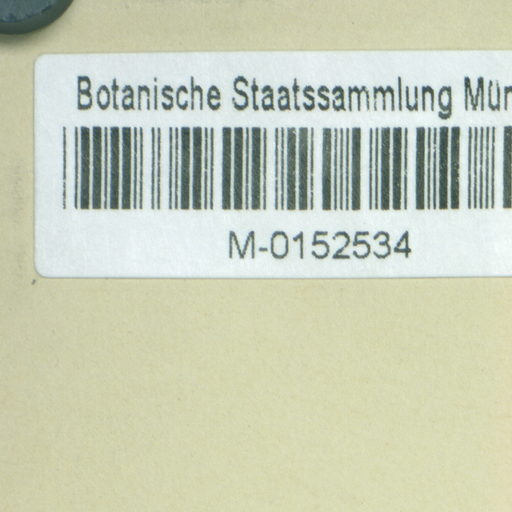 Botanische Staatssammlung Mün
M-0152534